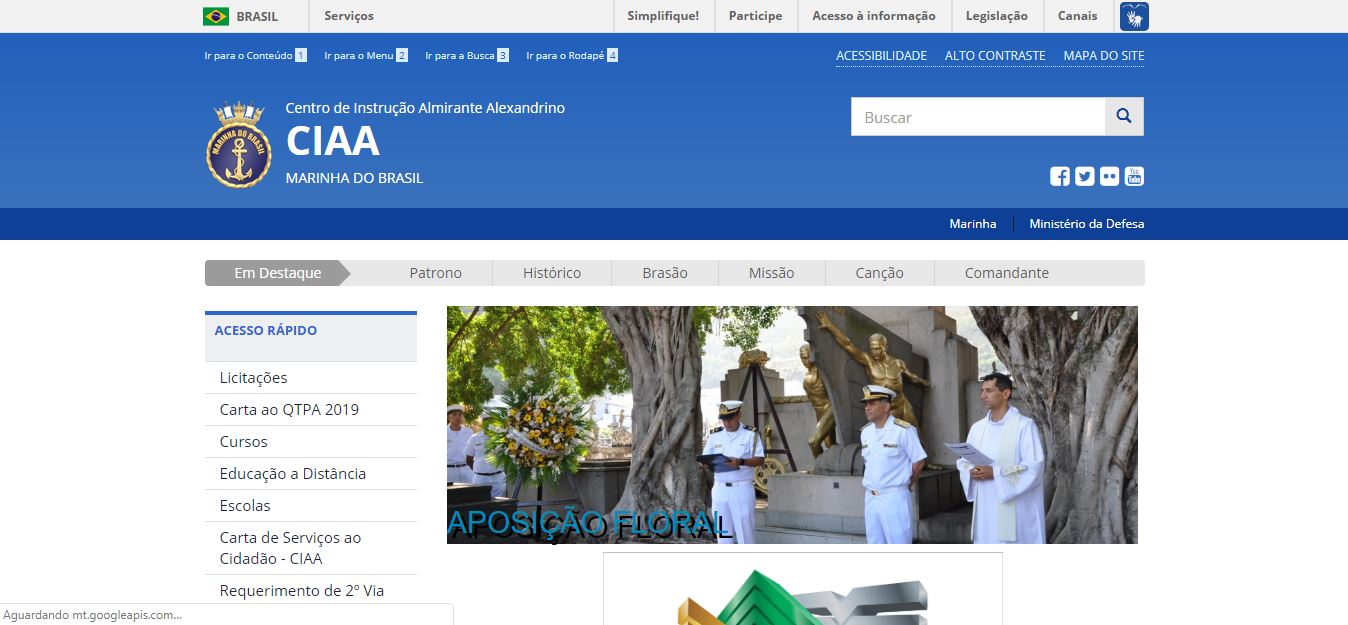 BRASIL
Serviços
Simplifique!
Participe
Acesso à informação
Legislação
Canais
Ir para o Conteúdo 1
Ir para o Menu 2
Ir para a Busca 3
Ir para o Rodapé 4
ACESSIBILIDADE
ALTO CONTRASTE
MAPA DO SITE
MARINHA DO BRASIL
Centro de Instrução Almirante Alexandrino
CIAA
MARINHA DO BRASIL
Buscar
You Tube
Marinha
Ministério da Defesa
Em Destaque
Patrono
Histórico
Brasão
Missão
Canção
Comandante
ACESSO RÁPIDO
Licitações
Carta ao QTPA 2019
Cursos
Educação a Distância
Escolas
Carta de Serviços ao
Cidadão - CIAA
Requerimento de 2º Via
APOSIÇÃO FLORAL
Aguardando mt.googleapis.com...